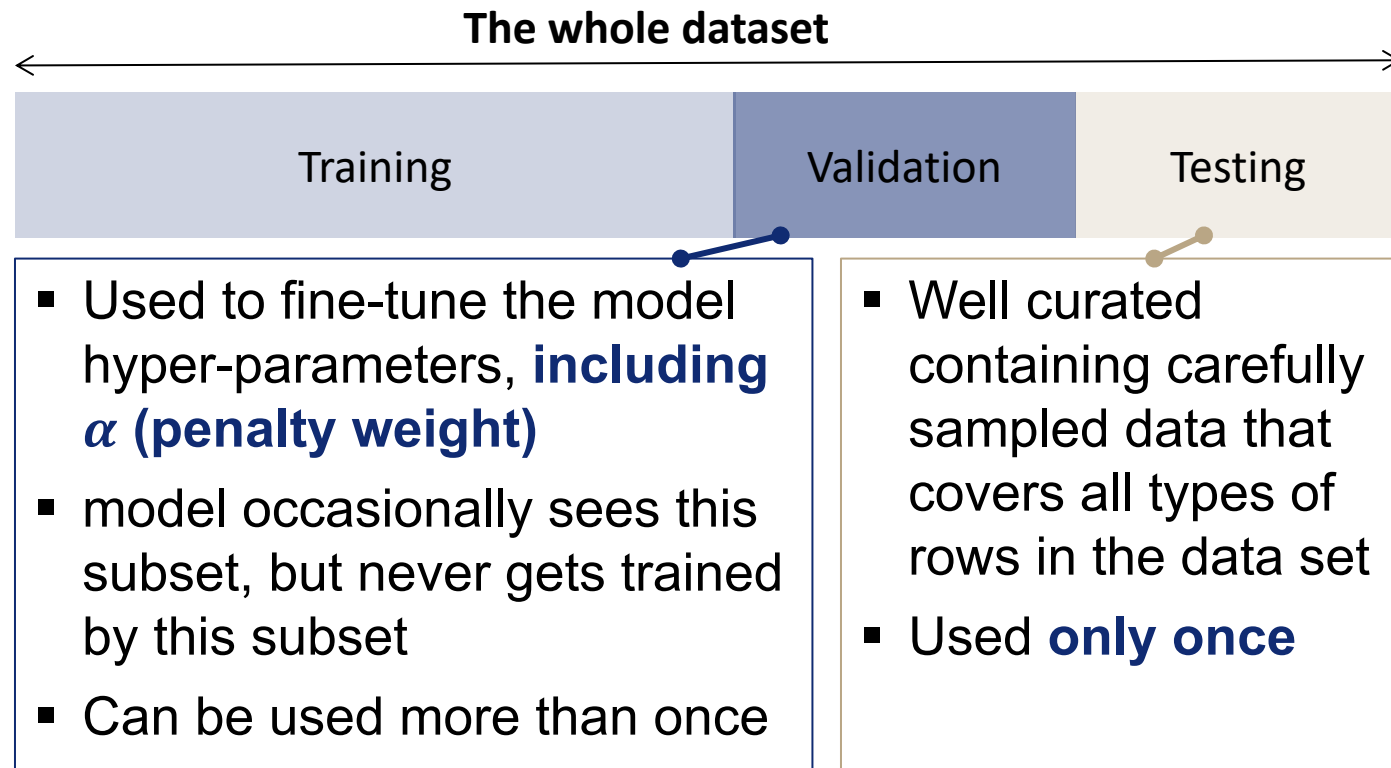 The whole dataset
Training
Validation
Testing
▪ Used to fine-tune the model
hyper-parameters, including
α (penalty weight)
▪ model occasionally sees this
subset, but never gets trained
by this subset
▪ Can be used more than once
▪ Well curated
containing carefully
sampled data that
covers all types of
rows in the data set
▪ Used only once